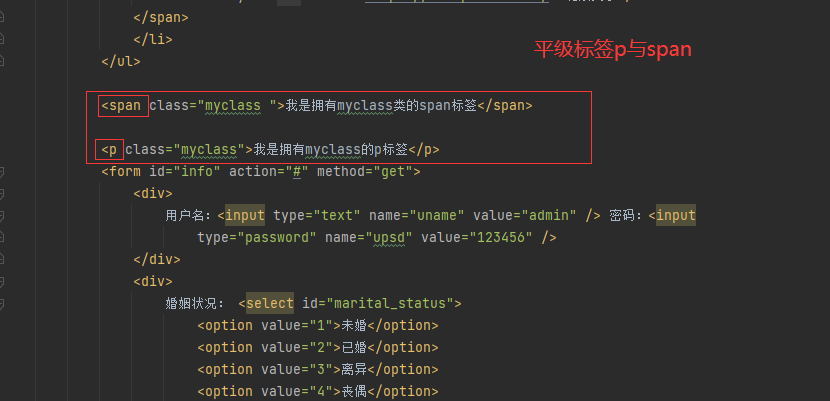 </span>
</li>
</ul>
平级标签p与span
<span class="myclass ">我是拥有myclass类的span标签</span>
<p class="myclass">我是拥有myclass的p标签</p>
<form id="info" action="#" method="get">
<div>
用户名：<input type="text" name="uname" value="admin" /> 密码：<input
type="password" name="upsd" value="123456" />
</div>
<div>
婚姻状况： <select id="marital_status">
<option value="1">未婚</option>
<option value="2">已婚</option>
<option value="3">离异</option>
<option value="4">丧偶</option>